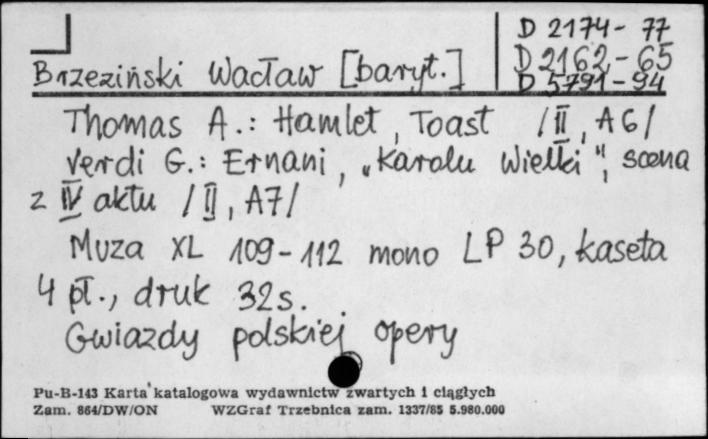 D 2174-77
D 2162-65
Brzeziński Wacław [baryt.] D 5791-94
Thomas A.: Hamlet, Toast /II, A6/
Verdi G.: Ernani, „Karolu Wielki", scena
z IV aktu /II, A7/
Muza XL 109-112 mono LP 30, kaseta
4 pł., druk 32s.
Gwiazdy polskiej opery
Pu-B-143 Karta katalogowa wydawnictw zwartych i ciągłych
Zam. 864/DW/ON WZGraf Trzebnica zam. 1337/85 5.980.000